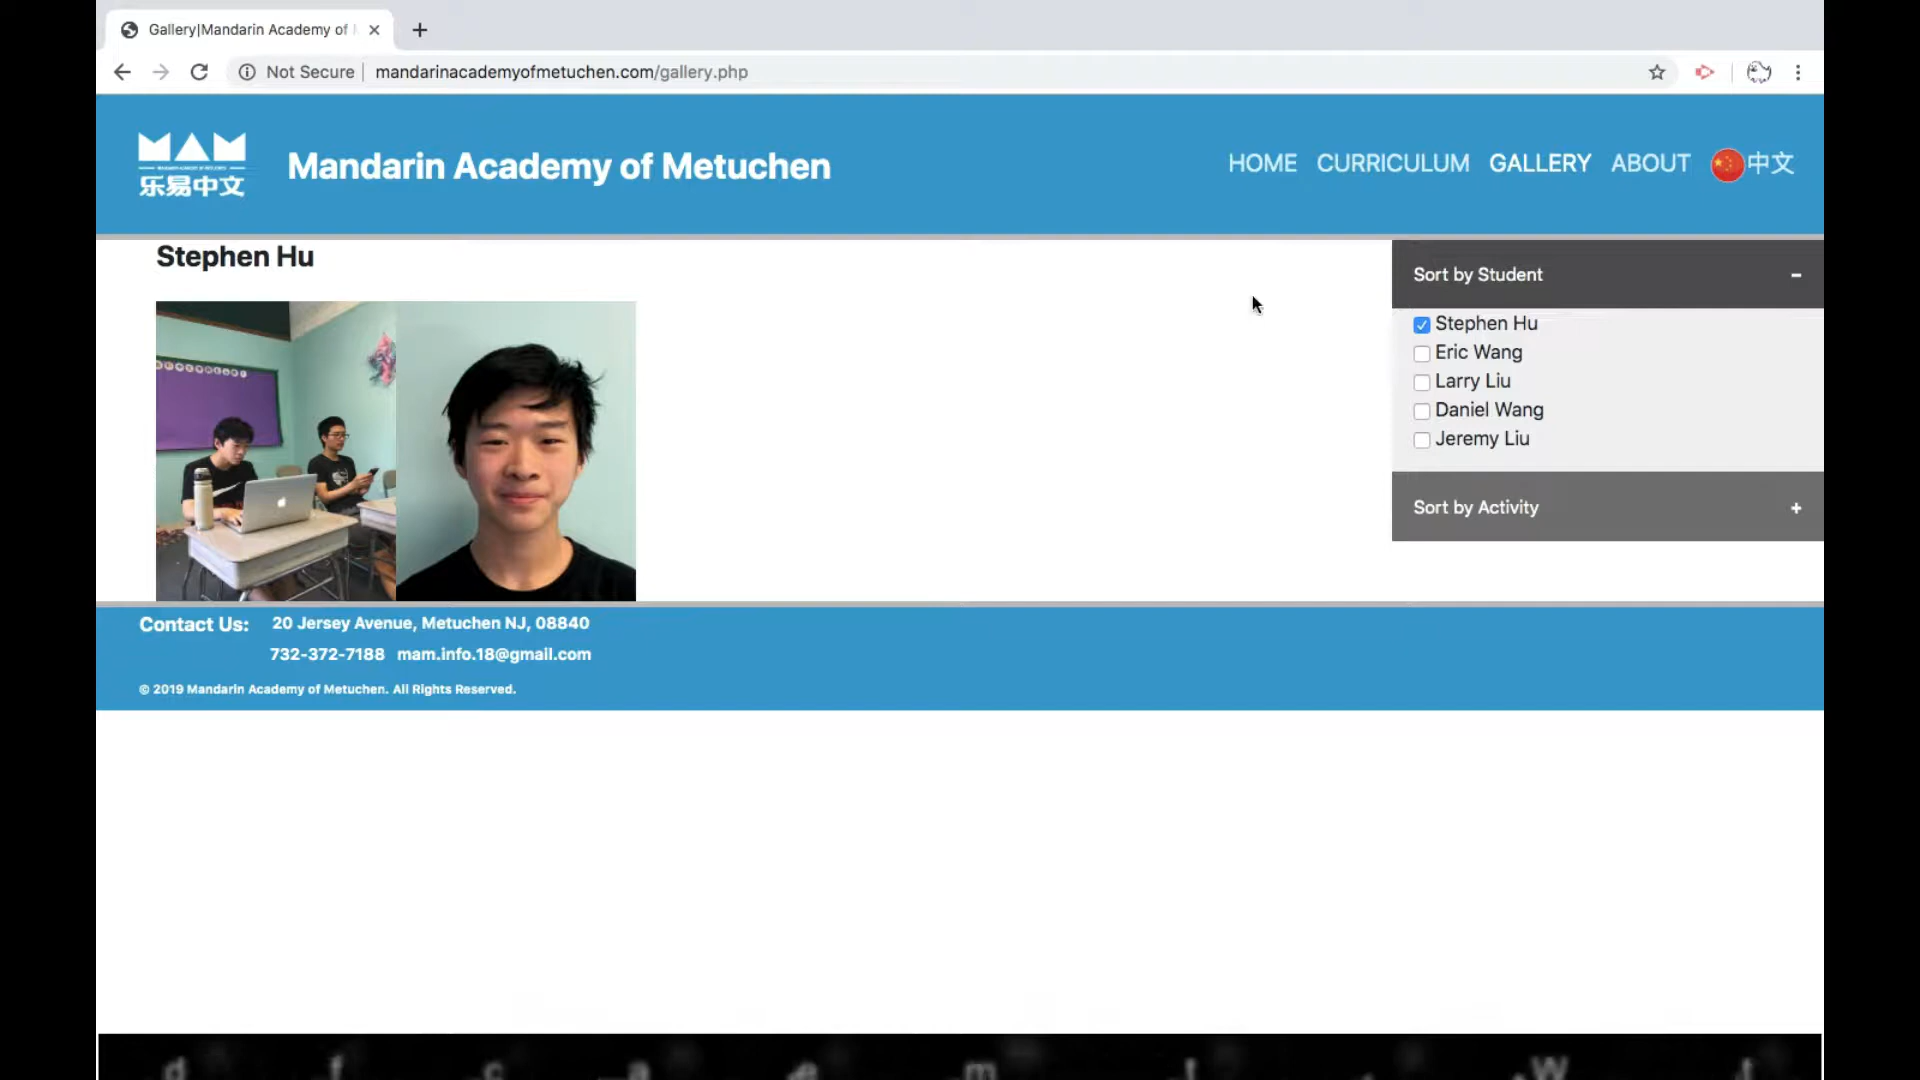 Gallery|Mandarin Academy of
Not Secure
mandarinacademyofmetuchen.com/gallery.php
MAM
乐易中文
Mandarin Academy of Metuchen
HOME
CURRICULUM
GALLERY
ABOUT
中文
Stephen Hu
Sort by Student
Stephen Hu
Eric Wang
Larry Liu
Daniel Wang
Jeremy Liu
Sort by Activity
Contact Us:
20 Jersey Avenue, Metuchen NJ, 08840
732-372-7188 mam.info.18@gmail.com
© 2019 Mandarin Academy of Metuchen. All Rights Reserved.